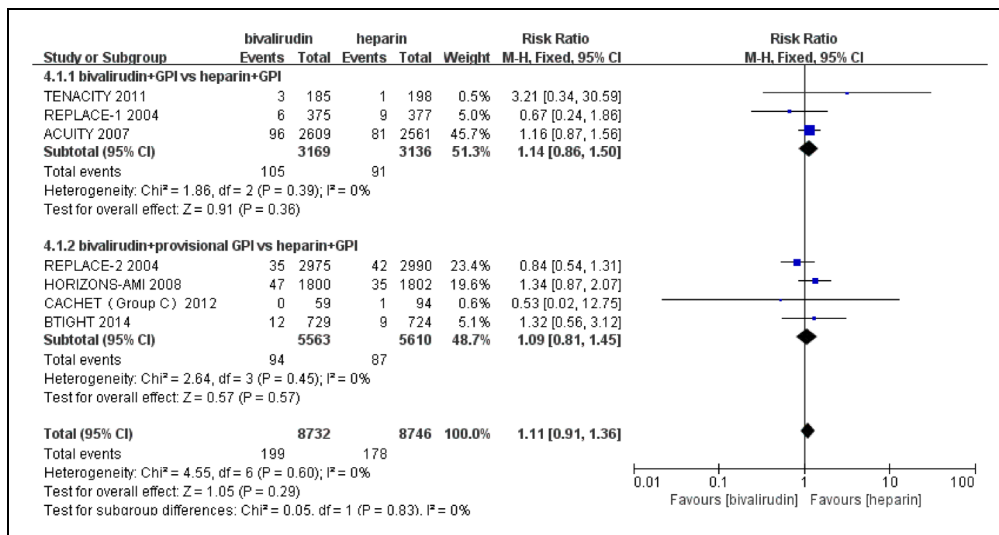 bivalirudin heparin Risk Ratio Risk Ratio
Study or Subgroup Events Total Events Total Weight M-H, Fixed, 95% CI M-H, Fixed, 95% CI
4.1.1 bivalirudin+GPI vs heparin+GPI
TENACITY 2011 3 185 1 198 0.5% 3.21 [0.34, 30.59]
REPLACE-1 2004 6 375 9 377 5.0% 0.67 [0.24, 1.86]
ACUITY 2007 96 2609 81 2561 45.7% 1.16 [0.87, 1.56]
Subtotal (95% CI) 3169 3136 51.3% 1.14 [0.86, 1.50]
Total events 105 91
Heterogeneity: Chi² = 1.86, df = 2 (P = 0.39); I² = 0%
Test for overall effect: Z = 0.91 (P = 0.36)
4.1.2 bivalirudin+provisional GPI vs heparin+GPI
REPLACE-2 2004 35 2975 42 2990 23.4% 0.84 [0.54, 1.31]
HORIZONS-AMI 2008 47 1800 35 1802 19.6% 1.34 [0.87, 2.07]
CACHET ( Group C) 2012 0 59 1 94 0.6% 0.53 [0.02, 12.75]
BTIGHT 2014 12 729 9 724 5.1% 1.32 [0.56, 3.12]
Subtotal (95% CI) 5563 5610 48.7% 1.09 [0.81, 1.45]
Total events 94 87
Heterogeneity: Chi² = 2.64, df = 3 (P = 0.45); I² = 0%
Test for overall effect: Z = 0.57 (P = 0.57)
Total (95% CI) 8732 8746 100.0% 1.11 [0.91, 1.36]
Total events 199 178
Heterogeneity: Chi² = 4.55, df = 6 (P = 0.60); I² = 0%
Test for overall effect: Z = 1.05 (P = 0.29)
Test for subgroup differences: Chi² = 0.05, df = 1 (P = 0.83), I² = 0%
0.01 0.1 1 10 100
Favours [bivalirudin] Favours [heparin]